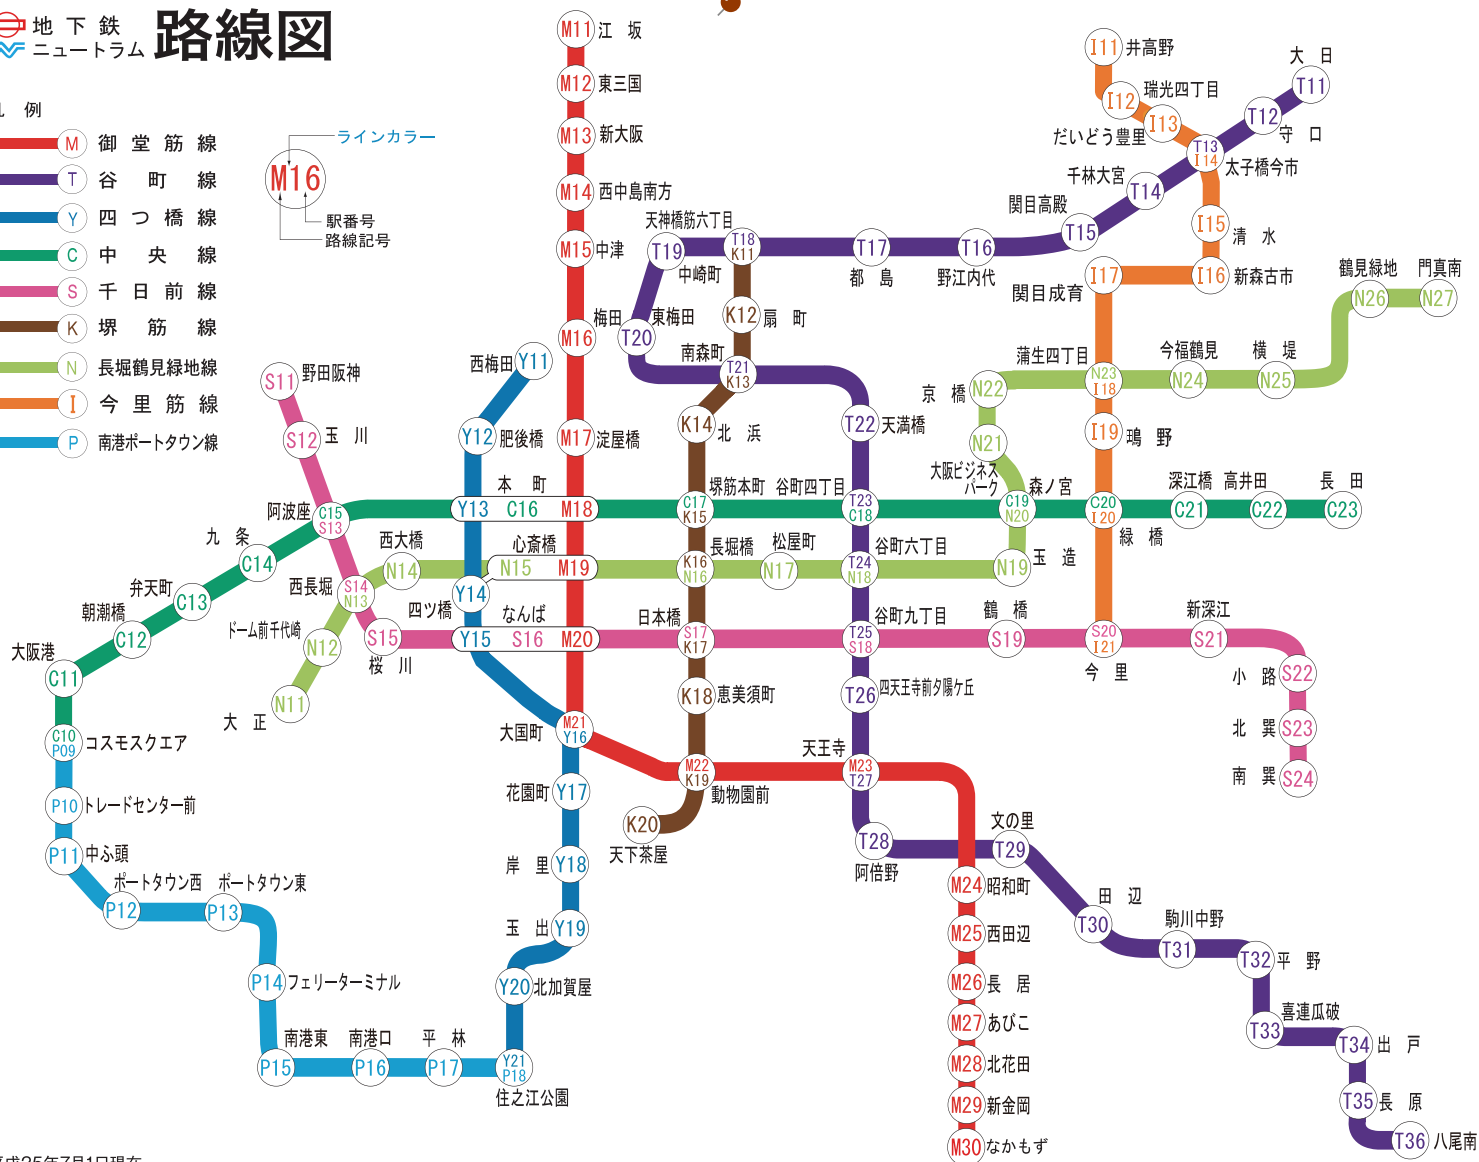 地下鉄
ニュートラム
路線図
凡例
M 御堂筋線
T 谷町線
Y 四つ橋線
C 中央線
S 千日前線
K 堺筋線
N 長堀鶴見緑地線
I 今里筋線
P 南港ポートタウン線
ラインカラー
M16
駅番号
路線記号
M11 江坂
M12 東三国
M13 新大阪
M14 西中島南方
M15 中津
梅田 M16
M17 淀屋橋
本町
Y13 C16 M18
心斎橋
N15 M19
なんば
Y15 S16 M20
大国町 M21 Y16
M22 K19 動物園前
天王寺 M23 T27
M24 昭和町
M25 西田辺
M26 長居
M27 あびこ
M28 北花田
M29 新金岡
M30 なかもず
大日 T11
T12 守口
T13 I14 太子橋今市
千林大宮 T14
関目高殿 T15
T16 野江内代
T17 都島
天神橋筋六丁目 T18 K11
T19 中崎町
T20 東梅田
南森町 T21 K13
T22 天満橋
谷町四丁目 T23 C18
谷町六丁目 T24 N18
谷町九丁目 T25 S18
T26 四天王寺前夕陽ケ丘
T28 阿倍野
文の里 T29
田辺 T30
駒川中野 T31
T32 平野
喜連瓜破 T33
T34 出戸
T35 長原
T36 八尾南
西梅田 Y11
Y12 肥後橋
Y14 四ツ橋
花園町 Y17
岸里 Y18
玉出 Y19
Y20 北加賀屋
Y21 P18 住之江公園
C10 P09 コスモスクエア
大阪港 C11
朝潮橋 C12
弁天町 C13
九条 C14
阿波座 C15 S13
堺筋本町 C17 K15
C19 N20 森ノ宮
C20 I20 緑橋
深江橋 C21
高井田 C22
長田 C23
S11 野田阪神
S12 玉川
西長堀 S14 N13
S15 桜川
日本橋 S17 K17
鶴橋 S19
S20 I21 今里
新深江 S21
小路 S22
北巽 S23
南巽 S24
K12 扇町
K14 北浜
長堀橋 K16 N16
K18 恵美須町
K20 天下茶屋
大正 N11
ドーム前千代崎 N12
西大橋 N14
松屋町 N17
N19 玉造
N21 大阪ビジネス
パーク
京橋 N22
蒲生四丁目 N23 I18
今福鶴見 N24
横堤 N25
鶴見緑地 N26
門真南 N27
I11 井高野
I12 瑞光四丁目
だいどう豊里 I13
I15 清水
I16 新森古市
関目成育 I17
I19 鴫野
P10 トレードセンター前
P11 中ふ頭
ポートタウン西 P12
ポートタウン東 P13
P14 フェリーターミナル
南港東 P15
南港口 P16
平林 P17
平成25年7月1日現在